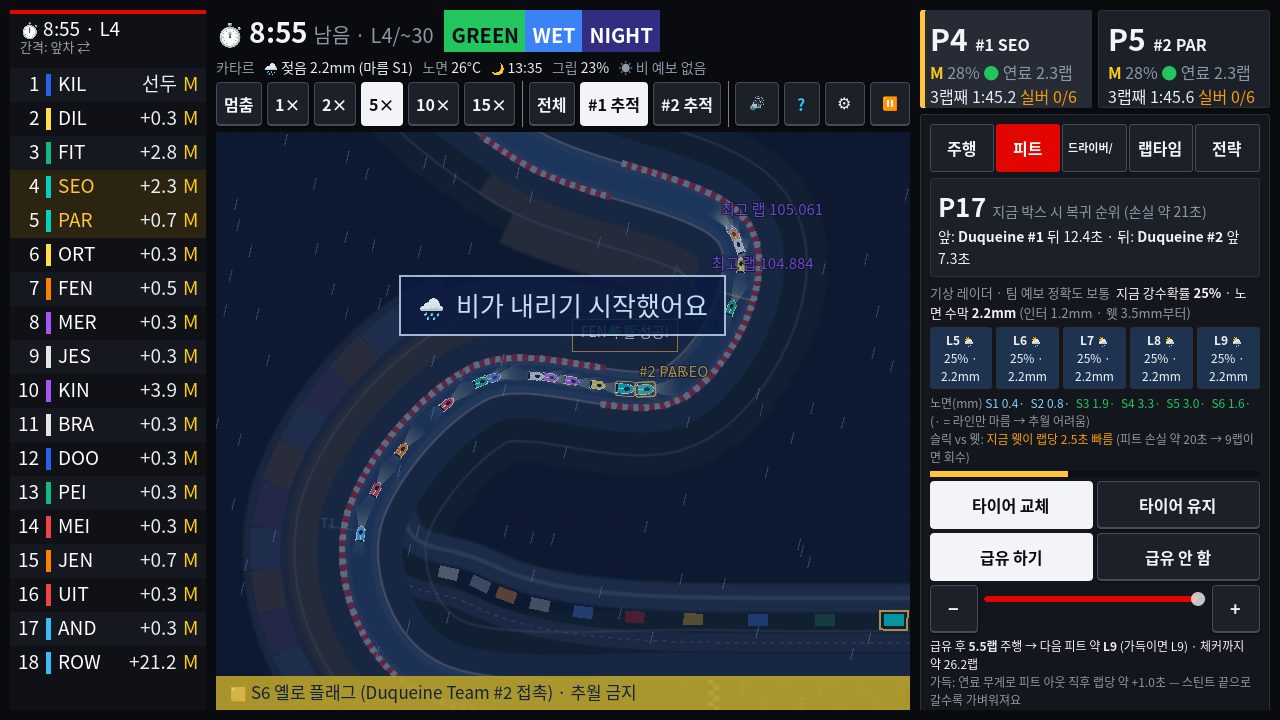 8:55 · L4
간격: 앞차 ⇄
1 KIL 선두 M
2 DIL +0.3 M
3 FIT +2.8 M
4 SEO +2.3 M
5 PAR +0.7 M
6 ORT +0.3 M
7 FEN +0.5 M
8 MER +0.3 M
9 JES +0.3 M
10 KIN +3.9 M
11 BRA +0.3 M
12 DOO +0.3 M
13 PEI +0.3 M
14 MEI +0.3 M
15 JEN +0.7 M
16 UIT +0.3 M
17 AND +0.3 M
18 ROW +21.2 M
8:55 남음 · L4/~30 GREEN WET NIGHT
카타르 젖음 2.2mm (마름 S1) 노면 26°C 13:35 그립 23% 비 예보 없음
멈춤 1× 2× 5× 10× 15× 전체 #1 추적 #2 추적 ?
최고 랩 105.061
최고 랩 104.884
비가 내리기 시작했어요
#2 PAR
T1
S6 옐로 플래그 (Duqueine Team #2 접촉) · 추월 금지
P4 #1 SEO
M 28% 연료 2.3랩
3랩째 1:45.2 실버 0/6
P5 #2 PAR
M 28% 연료 2.3랩
3랩째 1:45.6 실버 0/6
주행 피트 드라이버/ 랩타임 전략
P17 지금 박스 시 복귀 순위 (손실 약 21초)
앞: Duqueine #1 뒤 12.4초 · 뒤: Duqueine #2 앞
7.3초
기상 레이더 · 팀 예보 정확도 보통 지금 강수확률 25% · 노
면 수막 2.2mm (인터 1.2mm · 웻 3.5mm부터)
L5 L6 L7 L8 L9
25% · 25% · 25% · 25% · 25% ·
2.2mm 2.2mm 2.2mm 2.2mm 2.2mm
노면(mm) S1 0.4· S2 0.8· S3 1.9· S4 3.3· S5 3.0· S6 1.6·
(· = 라인만 마름 → 추월 어려움)
슬릭 vs 웻: 지금 웻이 랩당 2.5초 빠름 (피트 손실 약 20초 → 9랩이
면 회수)
타이어 교체 타이어 유지
급유 하기 급유 안 함
− +
급유 후 5.5랩 주행 → 다음 피트 약 L9 (가득이면 L9) · 체커까지
약 26.2랩
가득: 연료 무게로 피트 아웃 직후 랩당 약 +1.0초 — 스틴트 끝으로
갈수록 가벼워져요